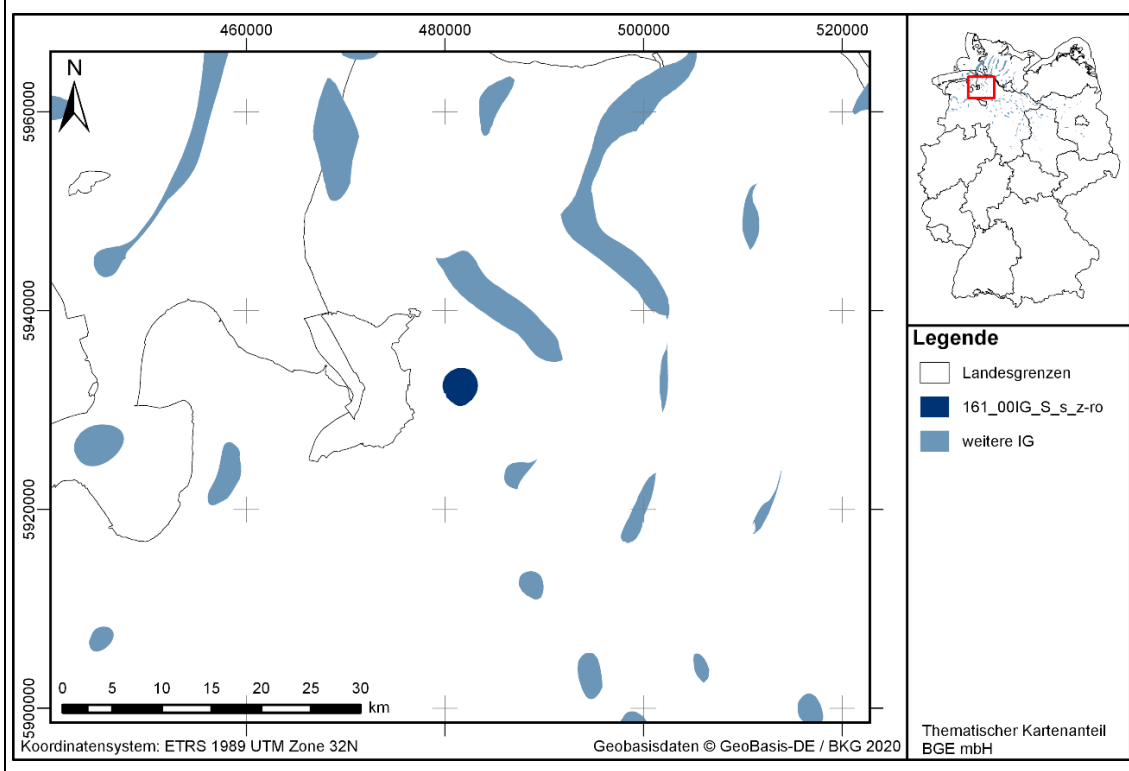 460000 480000 500000 520000
N
5960000
5940000
5920000
5900000
0 5 10 15 20 25 30
km
Koordinatensystem: ETRS 1989 UTM Zone 32N
Geobasisdaten © GeoBasis-DE / BKG 2020
Legende
Landesgrenzen
161_00IG_S_s_z-ro
weitere IG
Thematischer Kartenanteil
BGE mbH